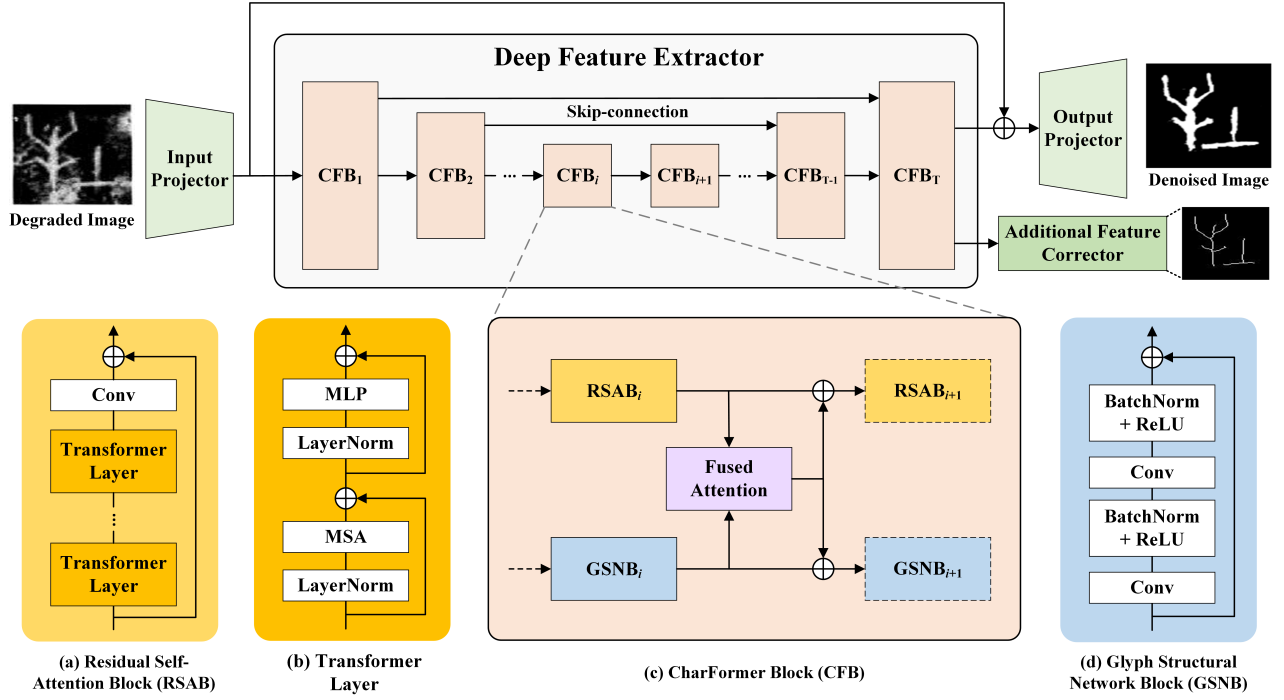 Deep Feature Extractor
Skip-connection
Input
Projector
Degraded Image
CFB1
CFB2
...
CFBi
CFBi+1
...
CFBT-1
CFBT
Output
Projector
Denoised Image
Additional Feature
Corrector
Conv
Transformer
Layer
...
Transformer
Layer
(a) Residual Self-
Attention Block (RSAB)
MLP
LayerNorm
MSA
LayerNorm
(b) Transformer
Layer
RSABi
RSABi+1
Fused
Attention
GSNBi
GSNBi+1
(c) CharFormer Block (CFB)
BatchNorm
+ ReLU
Conv
BatchNorm
+ ReLU
Conv
(d) Glyph Structural
Network Block (GSNB)